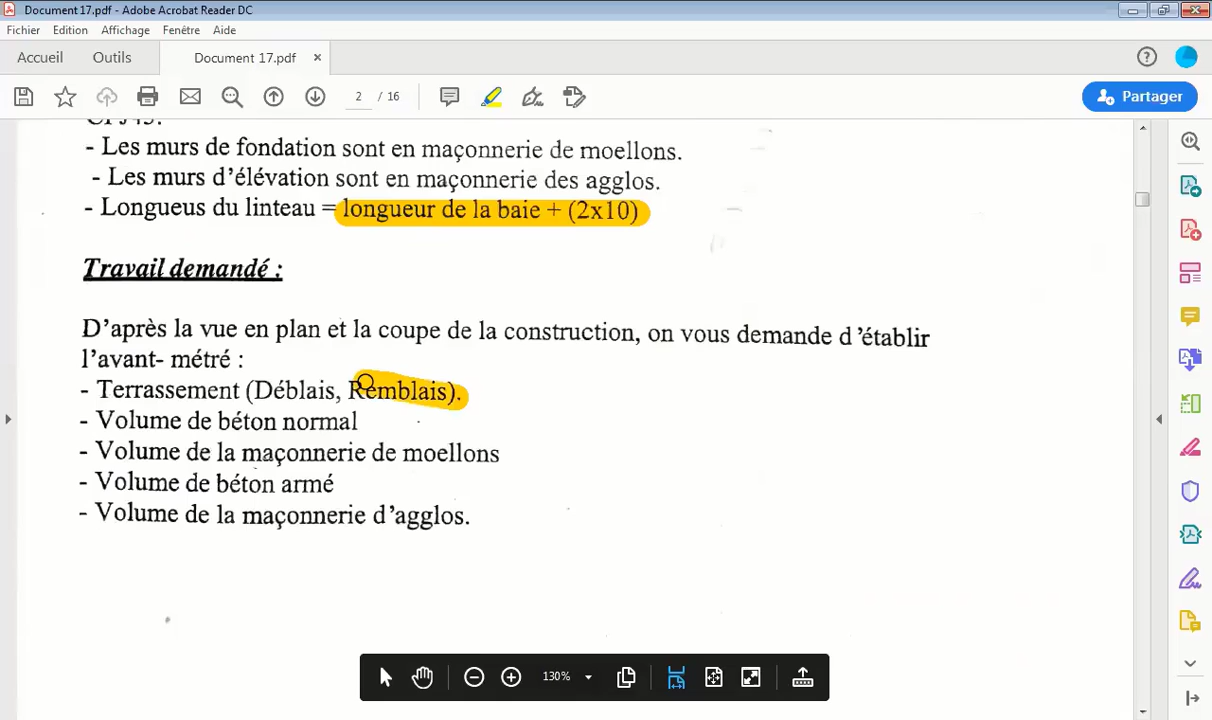 Document 17.pdf - Adobe Acrobat Reader DC
Fichier Edition Affichage Fenêtre Aide
Accueil Outils Document 17.pdf ×
2 / 16 Partager
- Les murs de fondation sont en maçonnerie de moellons.
- Les murs d'élévation sont en maçonnerie des agglos.
- Longueus du linteau = longueur de la baie + (2x10)
Travail demandé :
D'après la vue en plan et la coupe de la construction, on vous demande d'établir
l'avant- métré :
- Terrassement (Déblais, Remblais).
- Volume de béton normal
- Volume de la maçonnerie de moellons
- Volume de béton armé
- Volume de la maçonnerie d'agglos.
130%